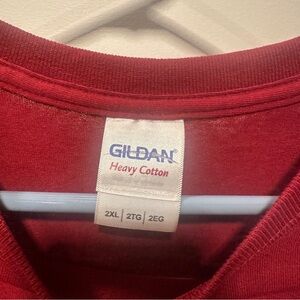 GILDAN®
Heavy Cotton
2XL | 2TG | 2EG